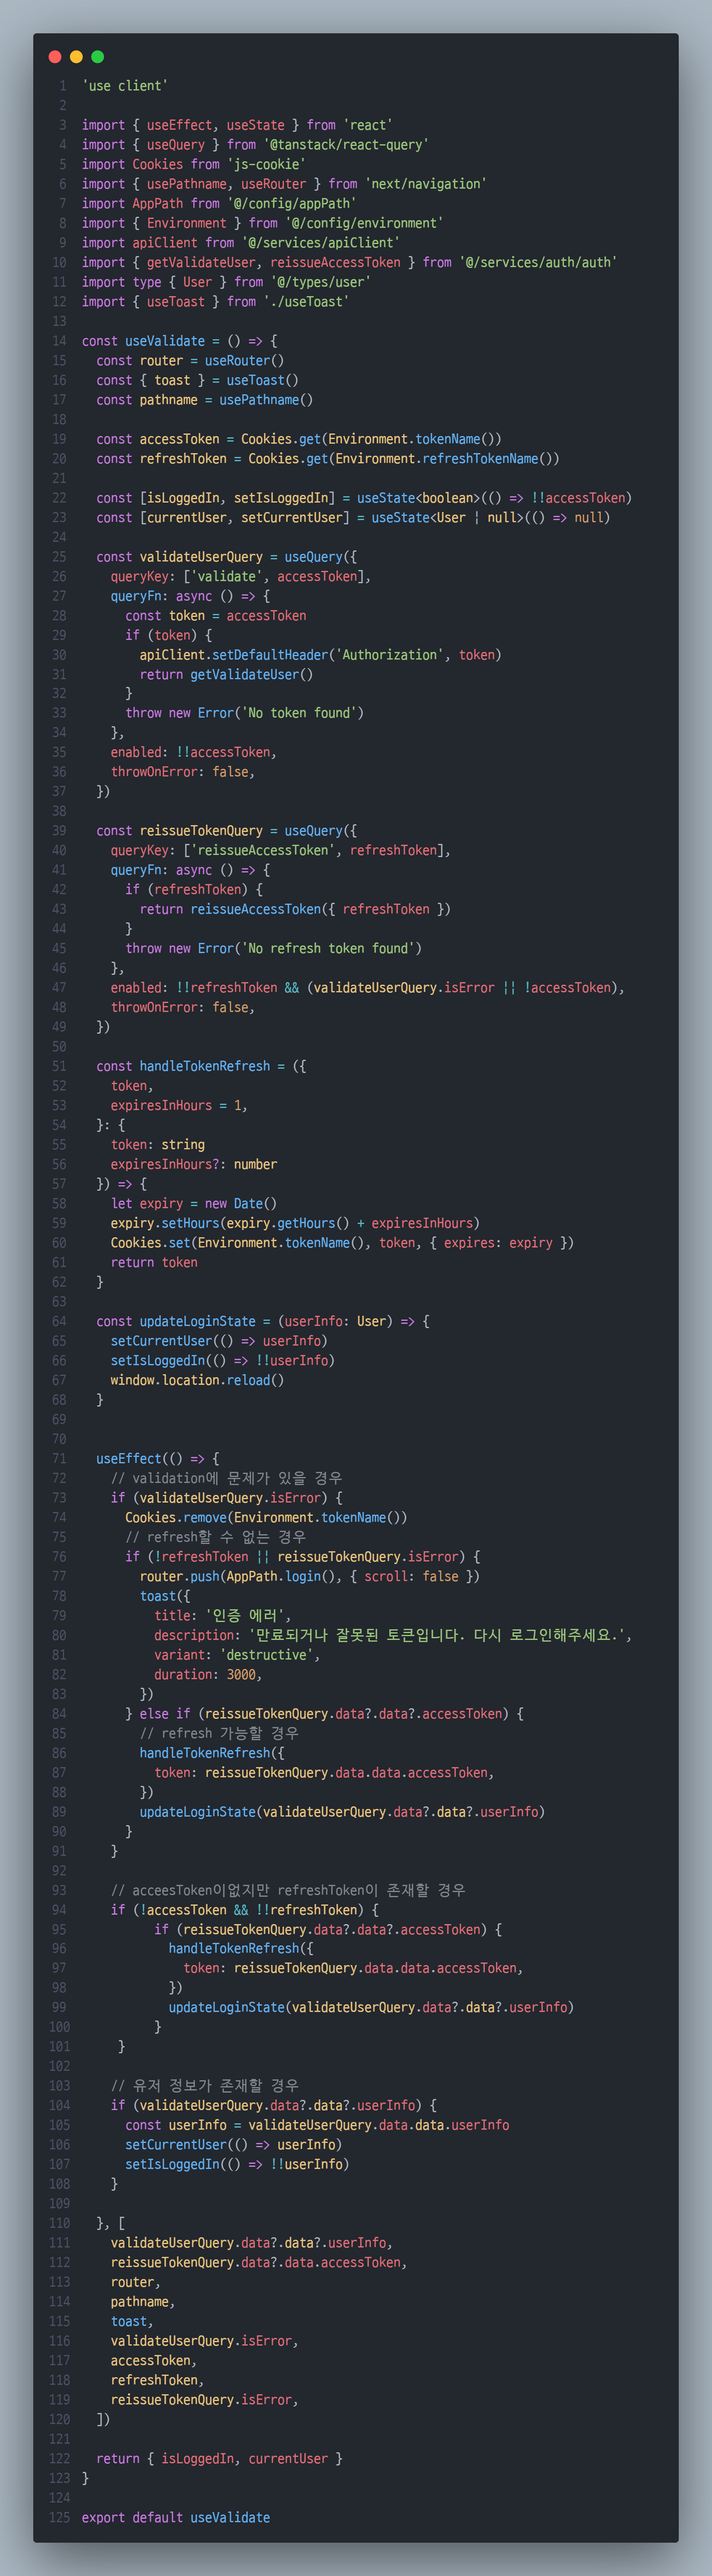 1 'use client'
2
3 import { useEffect, useState } from 'react'
4 import { useQuery } from '@tanstack/react-query'
5 import Cookies from 'js-cookie'
6 import { usePathname, useRouter } from 'next/navigation'
7 import AppPath from '@/config/appPath'
8 import { Environment } from '@/config/environment'
9 import apiClient from '@/services/apiClient'
10 import { getValidateUser, reissueAccessToken } from '@/services/auth/auth'
11 import type { User } from '@/types/user'
12 import { useToast } from './useToast'
13
14 const useValidate = () => {
15   const router = useRouter()
16   const { toast } = useToast()
17   const pathname = usePathname()
18
19   const accessToken = Cookies.get(Environment.tokenName())
20   const refreshToken = Cookies.get(Environment.refreshTokenName())
21
22   const [isLoggedIn, setIsLoggedIn] = useState<boolean>(() => !!accessToken)
23   const [currentUser, setCurrentUser] = useState<User | null>(() => null)
24
25   const validateUserQuery = useQuery({
26     queryKey: ['validate', accessToken],
27     queryFn: async () => {
28       const token = accessToken
29       if (token) {
30         apiClient.setDefaultHeader('Authorization', token)
31         return getValidateUser()
32       }
33       throw new Error('No token found')
34     },
35     enabled: !!accessToken,
36     throwOnError: false,
37   })
38
39   const reissueTokenQuery = useQuery({
40     queryKey: ['reissueAccessToken', refreshToken],
41     queryFn: async () => {
42       if (refreshToken) {
43         return reissueAccessToken({ refreshToken })
44       }
45       throw new Error('No refresh token found')
46     },
47     enabled: !!refreshToken && (validateUserQuery.isError || !accessToken),
48     throwOnError: false,
49   })
50
51   const handleTokenRefresh = ({
52     token,
53     expiresInHours = 1,
54   }: {
55     token: string
56     expiresInHours?: number
57   }) => {
58     let expiry = new Date()
59     expiry.setHours(expiry.getHours() + expiresInHours)
60     Cookies.set(Environment.tokenName(), token, { expires: expiry })
61     return token
62   }
63
64   const updateLoginState = (userInfo: User) => {
65     setCurrentUser(() => userInfo)
66     setIsLoggedIn(() => !!userInfo)
67     window.location.reload()
68   }
69
70
71   useEffect(() => {
72     // validation에 문제가 있을 경우
73     if (validateUserQuery.isError) {
74       Cookies.remove(Environment.tokenName())
75       // refresh할 수 없는 경우
76       if (!refreshToken || reissueTokenQuery.isError) {
77         router.push(AppPath.login(), { scroll: false })
78         toast({
79           title: '인증 에러',
80           description: '만료되거나 잘못된 토큰입니다. 다시 로그인해주세요.',
81           variant: 'destructive',
82           duration: 3000,
83         })
84       } else if (reissueTokenQuery.data?.data?.accessToken) {
85         // refresh 가능할 경우
86         handleTokenRefresh({
87           token: reissueTokenQuery.data.data.accessToken,
88         })
89         updateLoginState(validateUserQuery.data?.data?.userInfo)
90       }
91     }
92
93     // acceesToken이없지만 refreshToken이 존재할 경우
94     if (!accessToken && !!refreshToken) {
95           if (reissueTokenQuery.data?.data?.accessToken) {
96             handleTokenRefresh({
97               token: reissueTokenQuery.data.data.accessToken,
98             })
99             updateLoginState(validateUserQuery.data?.data?.userInfo)
100           }
101      }
102
103     // 유저 정보가 존재할 경우
104     if (validateUserQuery.data?.data?.userInfo) {
105       const userInfo = validateUserQuery.data.data.userInfo
106       setCurrentUser(() => userInfo)
107       setIsLoggedIn(() => !!userInfo)
108     }
109
110   }, [
111     validateUserQuery.data?.data?.userInfo,
112     reissueTokenQuery.data?.data.accessToken,
113     router,
114     pathname,
115     toast,
116     validateUserQuery.isError,
117     accessToken,
118     refreshToken,
119     reissueTokenQuery.isError,
120   ])
121
122   return { isLoggedIn, currentUser }
123 }
124
125 export default useValidate